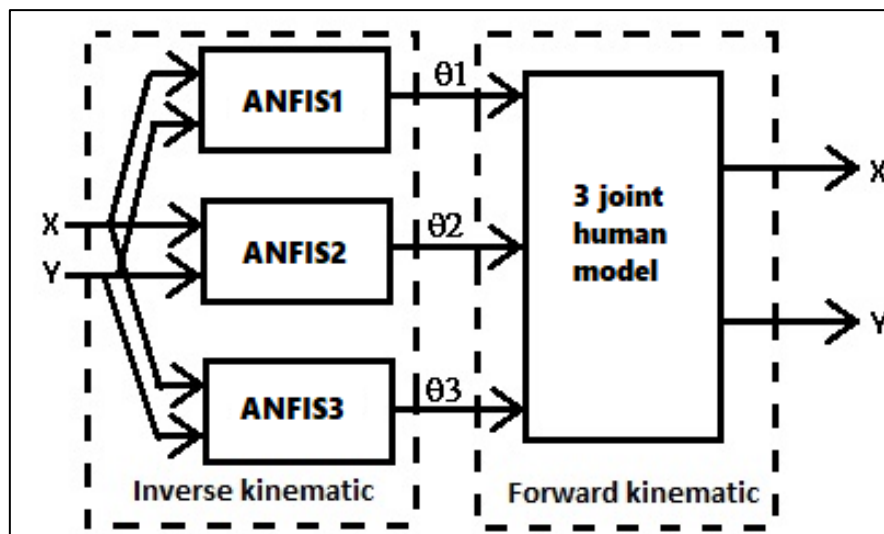 ANFIS1
θ1
X
3 joint
human
model
X
ANFIS2
θ2
Y
Y
ANFIS3
θ3
Inverse kinematic
Forward kinematic